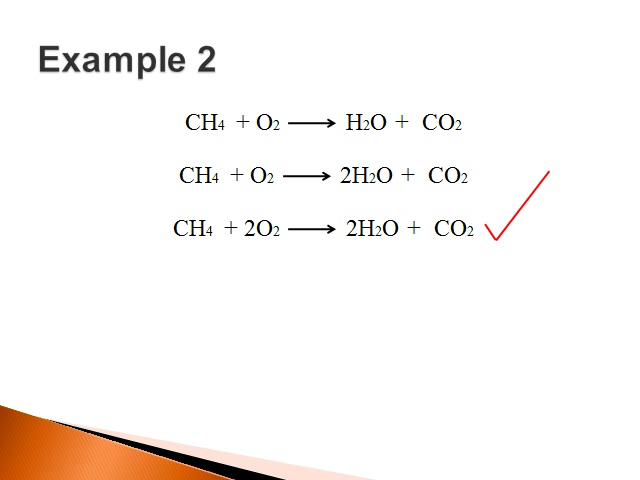 Example 2
CH4 + O2 ⟶ H2O + CO2
CH4 + O2 ⟶ 2H2O + CO2
CH4 + 2O2 ⟶ 2H2O + CO2